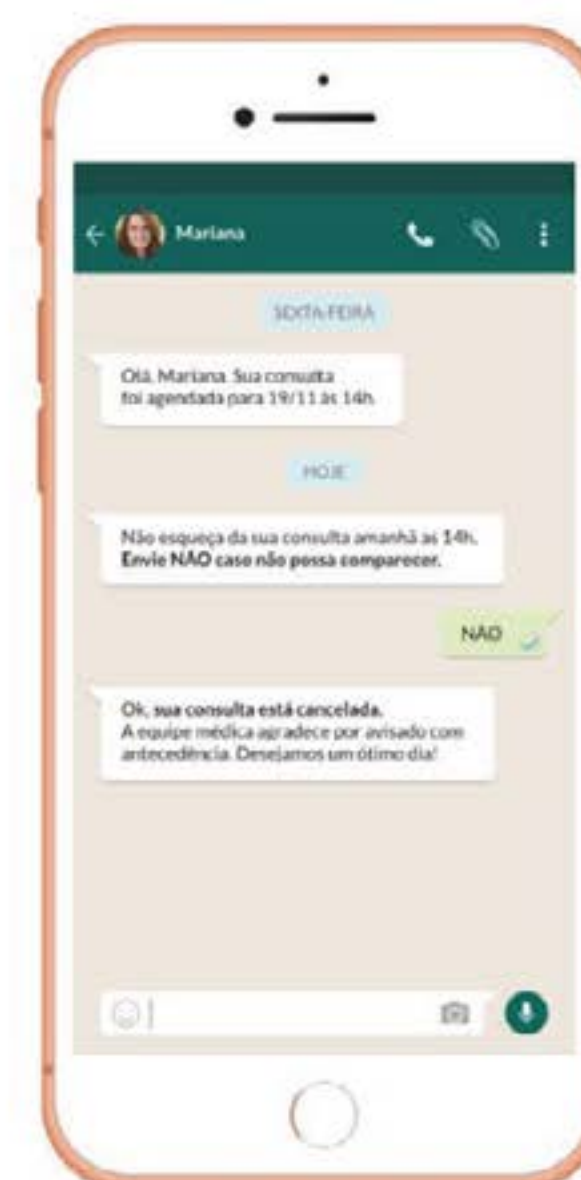 Mariana
SEXTA-FEIRA
Olá, Mariana. Sua consulta
foi agendada para 19/11 às 14h.
HOJE
Não esqueça da sua consulta amanhã as 14h.
Envie NÃO caso não possa comparecer.
NÃO
Ok, sua consulta está cancelada.
A equipe médica agradece por avisado com
antecedência. Desejamos um ótimo dia!